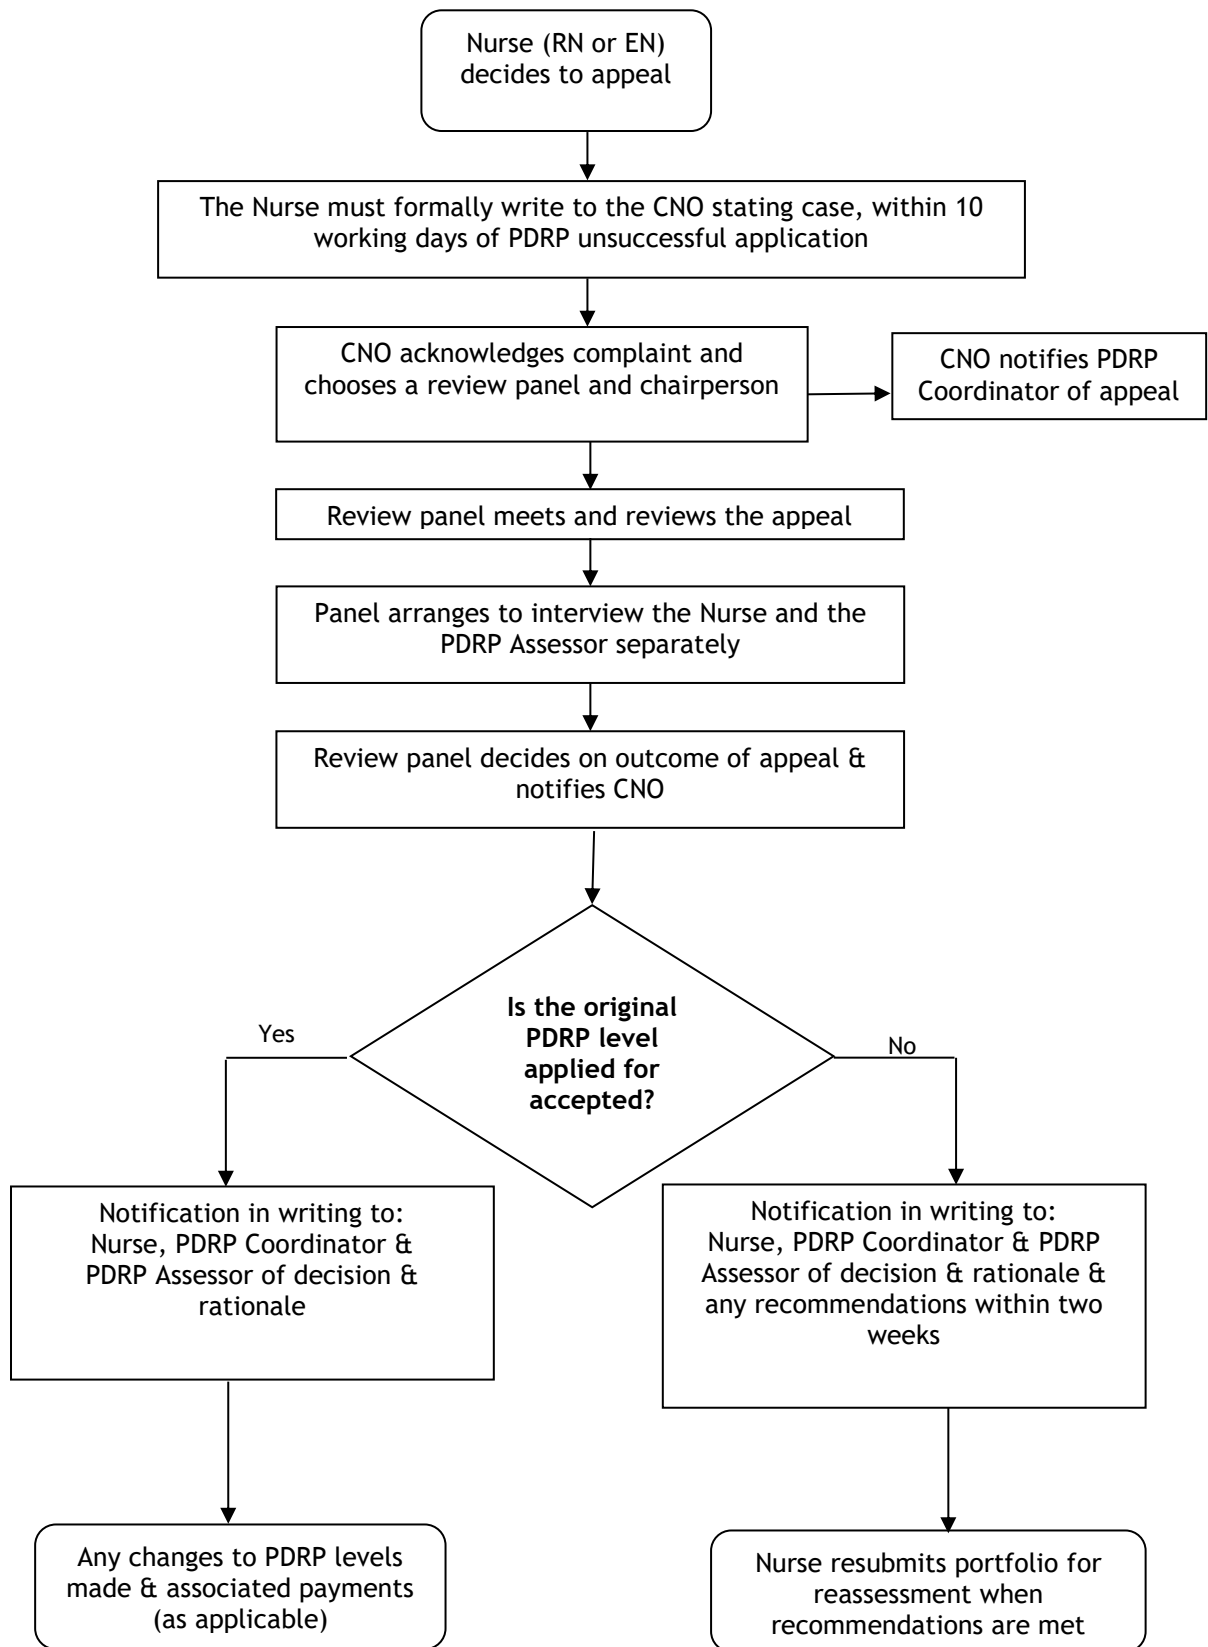 Nurse (RN or EN)
decides to appeal
The Nurse must formally write to the CNO stating case, within 10
working days of PDRP unsuccessful application
CNO acknowledges complaint and
chooses a review panel and chairperson
CNO notifies PDRP
Coordinator of appeal
Review panel meets and reviews the appeal
Panel arranges to interview the Nurse and the
PDRP Assessor separately
Review panel decides on outcome of appeal &
notifies CNO
Is the original
PDRP level
applied for
accepted?
Yes
No
Notification in writing to:
Nurse, PDRP Coordinator &
PDRP Assessor of decision &
rationale
Notification in writing to:
Nurse, PDRP Coordinator & PDRP
Assessor of decision & rationale &
any recommendations within two
weeks
Any changes to PDRP levels
made & associated payments
(as applicable)
Nurse resubmits portfolio for
reassessment when
recommendations are met